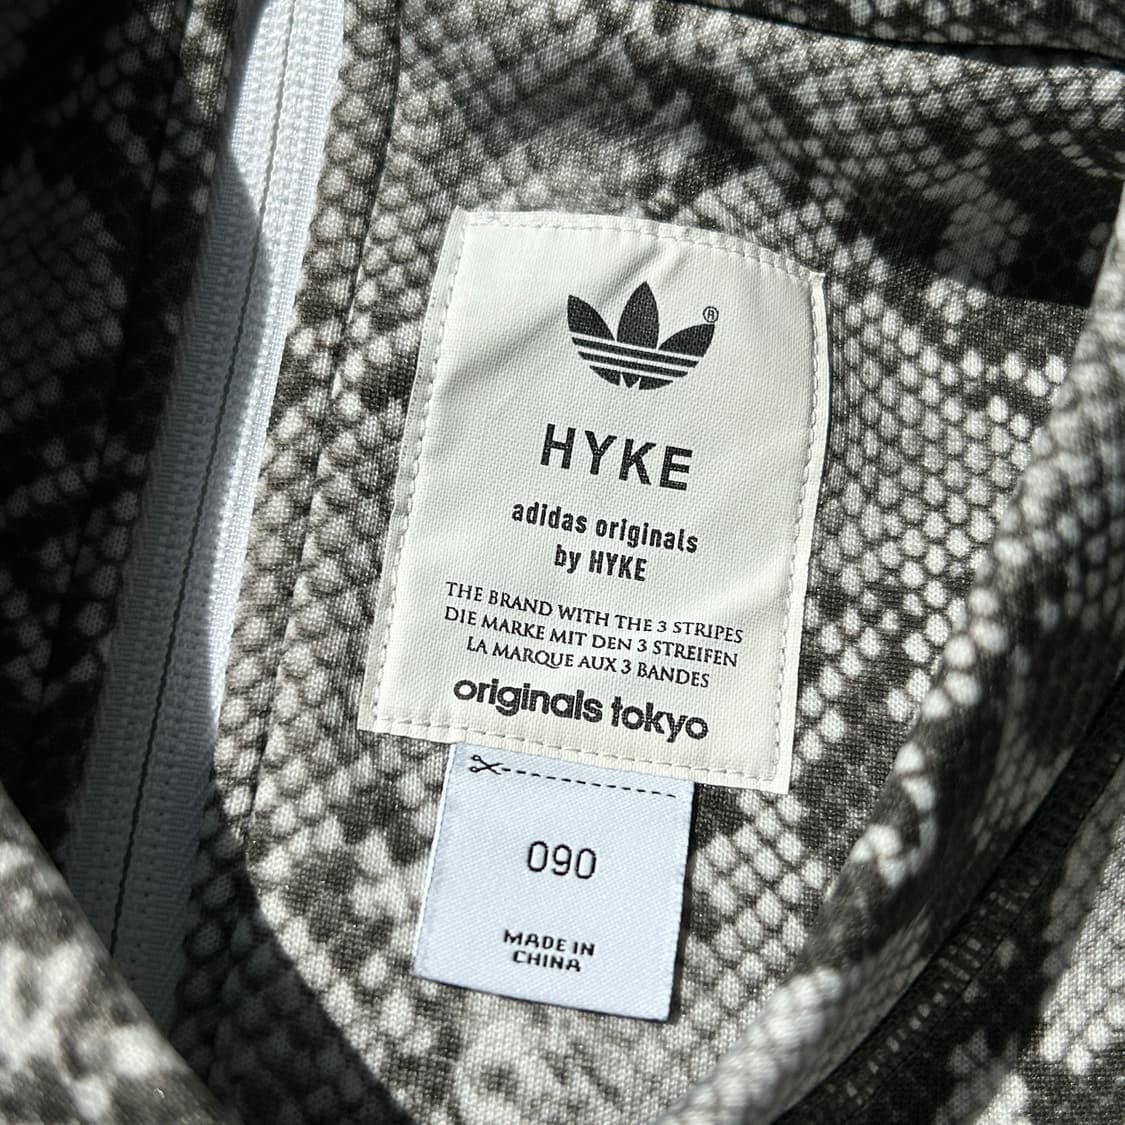 ®
HYKE
adidas originals
by HYKE
THE BRAND WITH THE 3 STRIPES
DIE MARKE MIT DEN 3 STREIFEN
LA MARQUE AUX 3 BANDES
originals tokyo
090
MADE IN
CHINA